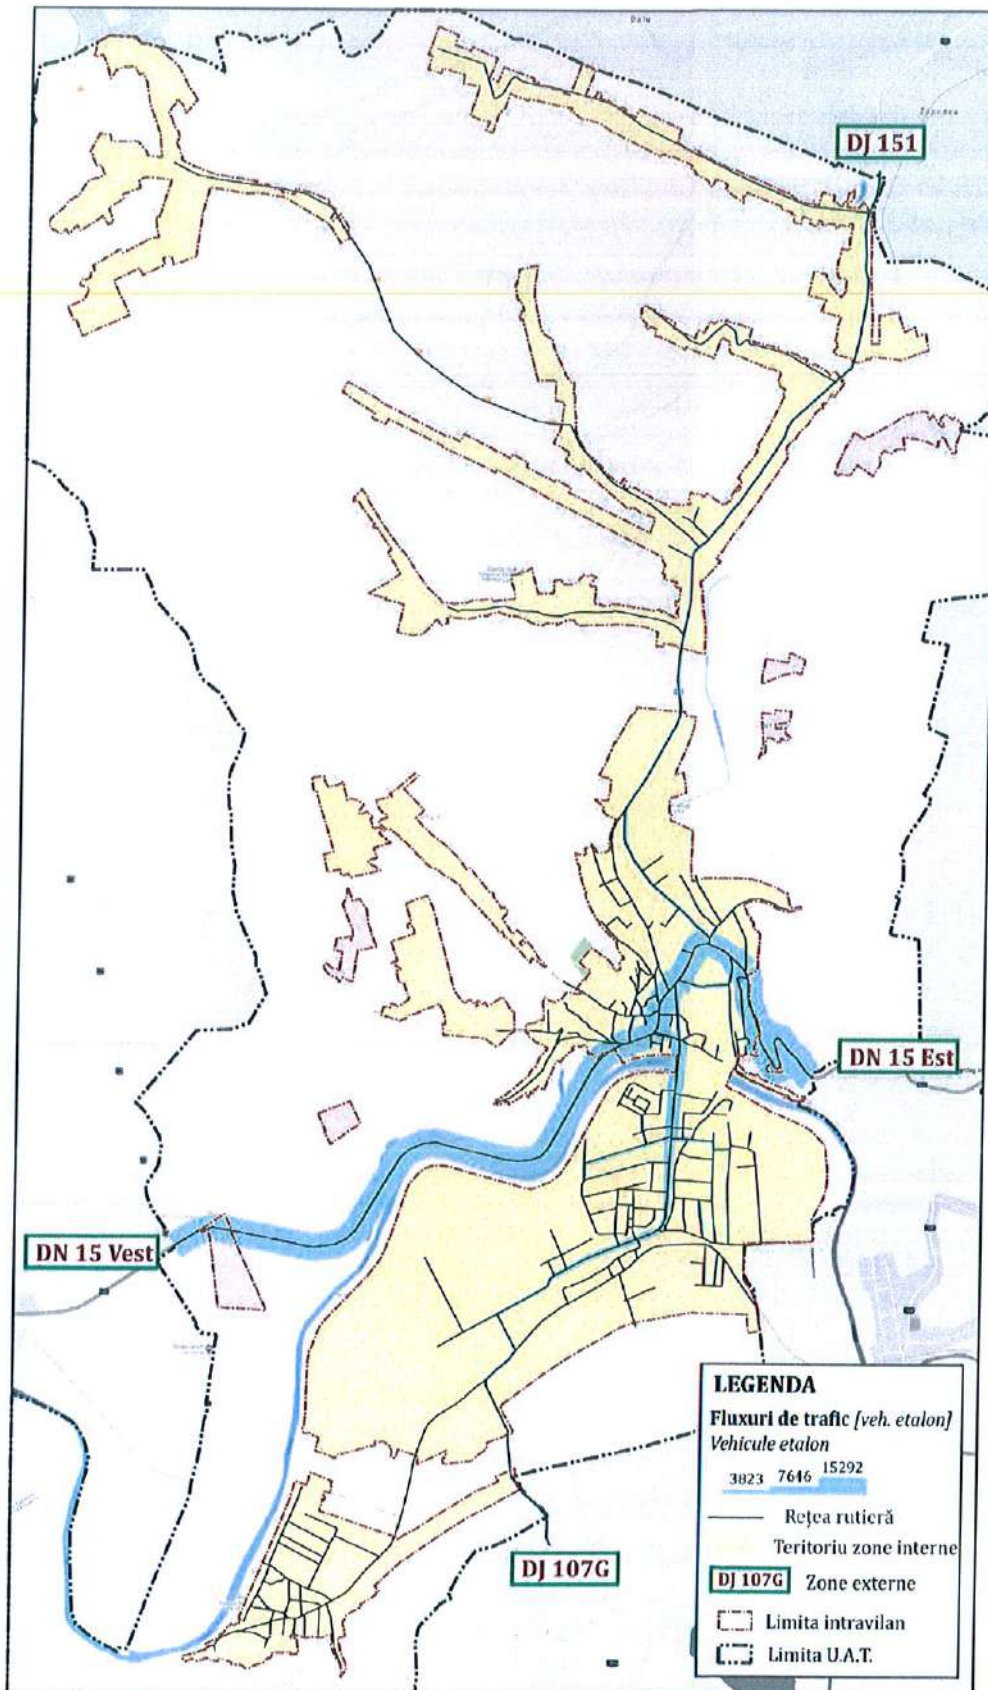 DJ 151
DN 15 Est
DN 15 Vest
DJ 107G
LEGENDA
Fluxuri de trafic [veh. etalon]
Vehicule etalon
3823 7646 15292
Rețea rutieră
Teritoriu zone interne
DJ 107G Zone externe
Limita intravilan
Limita U.A.T.